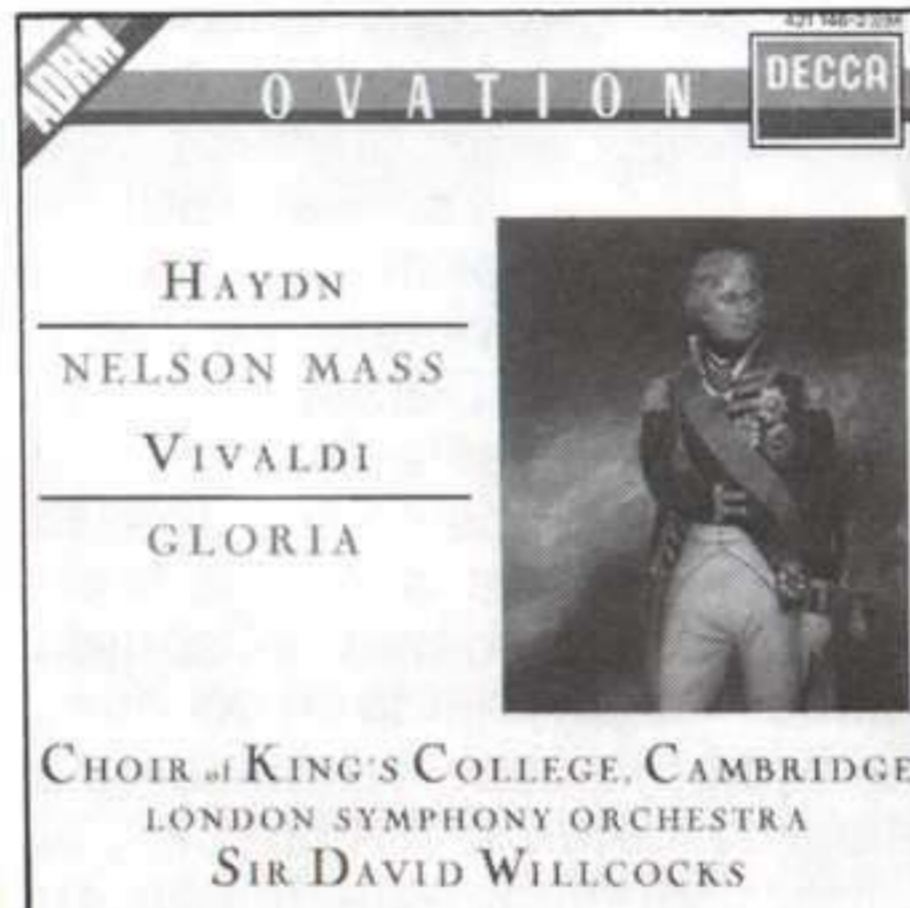 ADRM
OVATION
DECCA
HAYDN
NELSON MASS
VIVALDI
GLORIA
CHOIR of KING'S COLLEGE, CAMBRIDGE
LONDON SYMPHONY ORCHESTRA
SIR DAVID WILLCOCKS